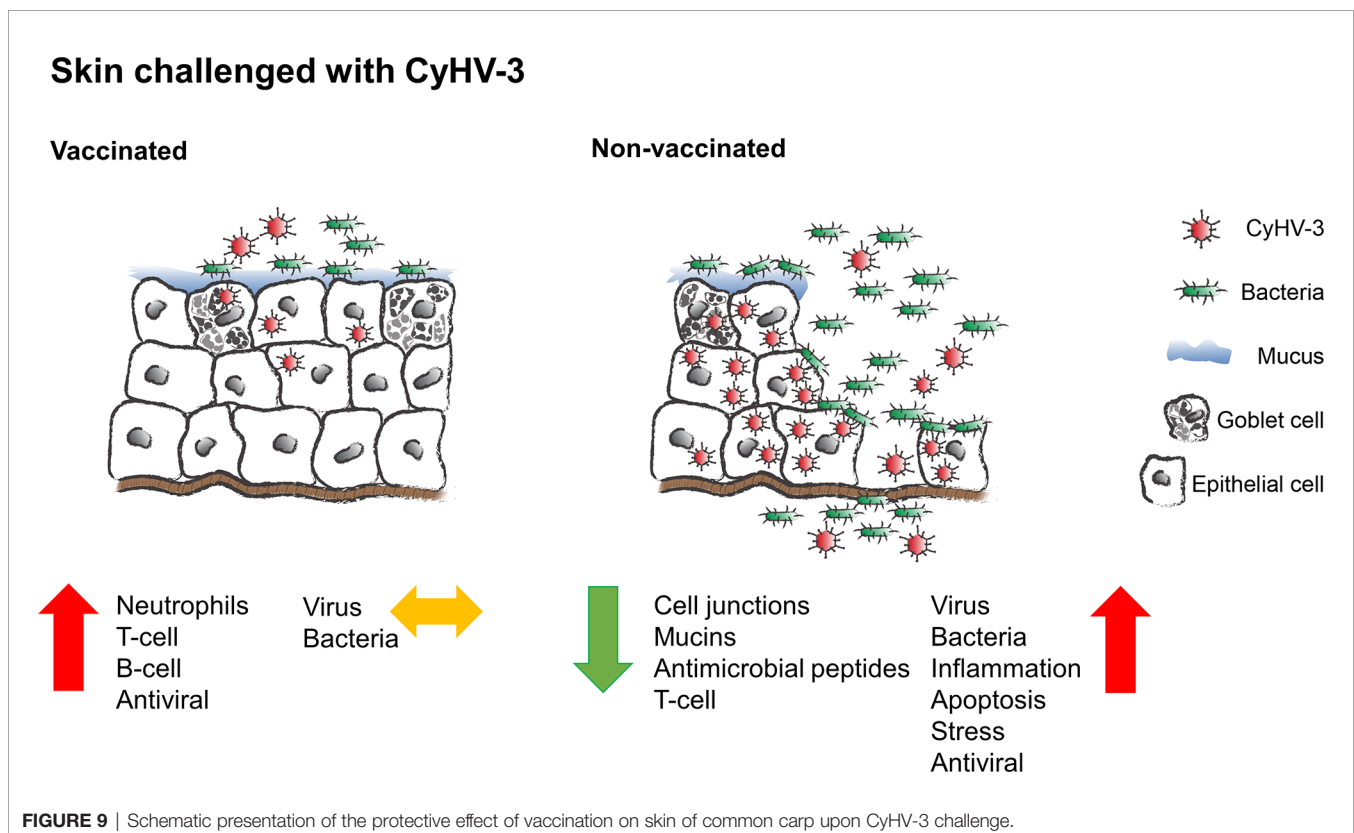 Skin challenged with CyHV-3
Vaccinated
Non-vaccinated
CyHV-3
Bacteria
Mucus
Goblet cell
Epithelial cell
Neutrophils
T-cell
B-cell
Antiviral
Virus
Bacteria
Cell junctions
Mucins
Antimicrobial peptides
T-cell
Virus
Bacteria
Inflammation
Apoptosis
Stress
Antiviral
FIGURE 9 | Schematic presentation of the protective effect of vaccination on skin of common carp upon CyHV-3 challenge.